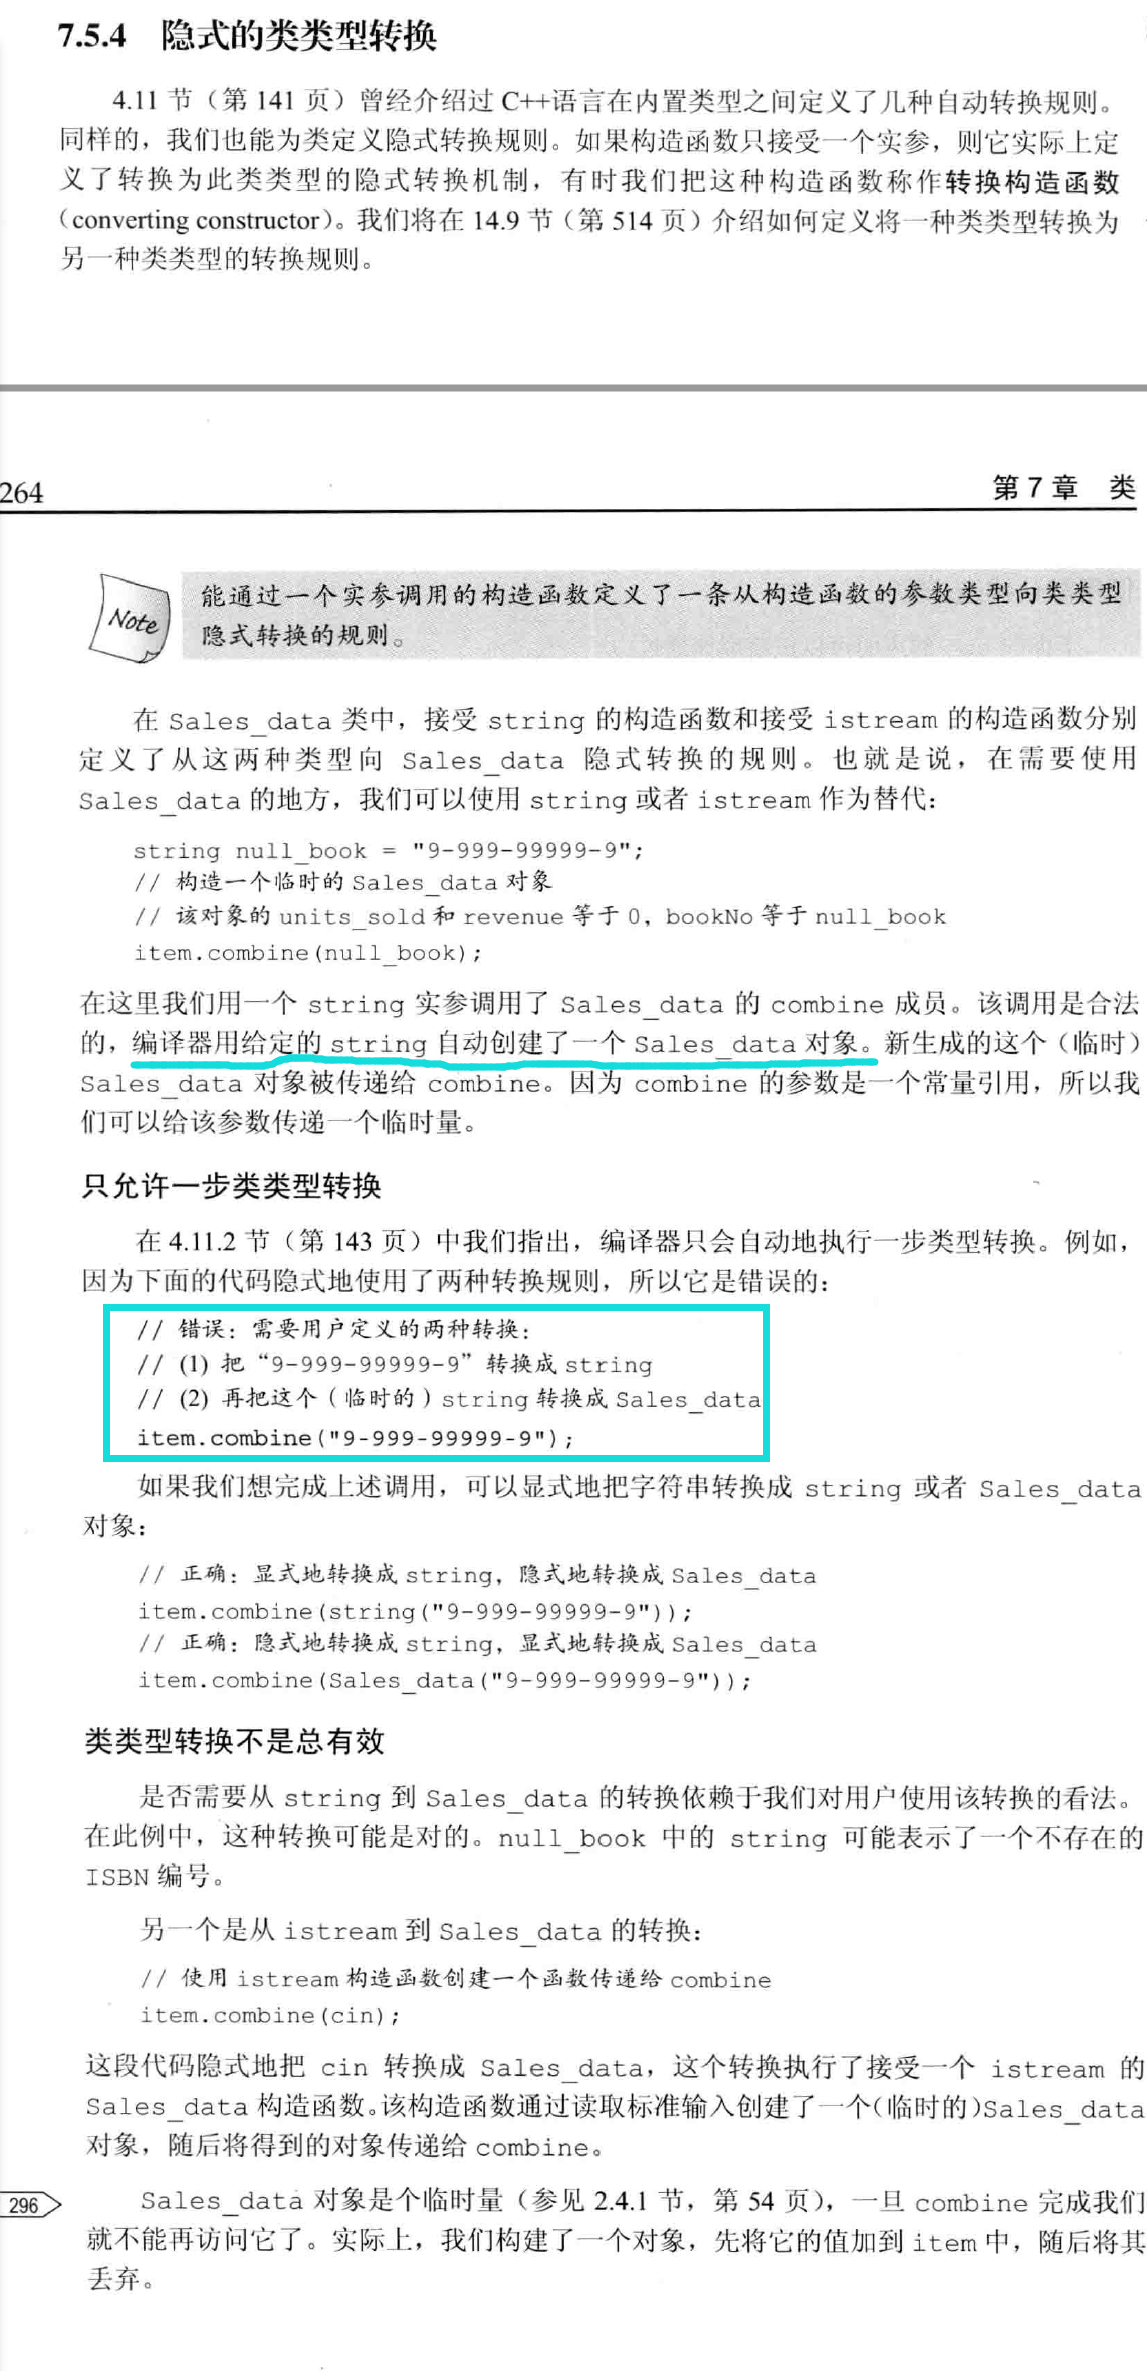 7.5.4 隐式的类类型转换
4.11 节（第 141 页）曾经介绍过 C++语言在内置类型之间定义了几种自动转换规则。
同样的，我们也能为类定义隐式转换规则。如果构造函数只接受一个实参，则它实际上定
义了转换为此类类型的隐式转换机制，有时我们把这种构造函数称作转换构造函数
（converting constructor）。我们将在 14.9 节（第 514 页）介绍如何定义将一种类类型转换为
另一种类类型的转换规则。
264
第 7 章 类
Note
能通过一个实参调用的构造函数定义了一条从构造函数的参数类型向类类型
隐式转换的规则。
在 Sales_data 类中，接受 string 的构造函数和接受 istream 的构造函数分别
定义了从这两种类型向 Sales_data 隐式转换的规则。也就是说，在需要使用
Sales_data 的地方，我们可以使用 string 或者 istream 作为替代：
string null_book = "9-999-99999-9";
// 构造一个临时的 Sales_data 对象
// 该对象的 units_sold 和 revenue 等于 0，bookNo 等于 null_book
item.combine(null_book);
在这里我们用一个 string 实参调用了 Sales_data 的 combine 成员。该调用是合法
的，编译器用给定的 string 自动创建了一个 Sales_data 对象。新生成的这个（临时）
Sales_data 对象被传递给 combine。因为 combine 的参数是一个常量引用，所以我
们可以给该参数传递一个临时量。
只允许一步类类型转换
在 4.11.2 节（第 143 页）中我们指出，编译器只会自动地执行一步类型转换。例如，
因为下面的代码隐式地使用了两种转换规则，所以它是错误的：
// 错误：需要用户定义的两种转换：
// (1) 把“9-999-99999-9”转换成 string
// (2) 再把这个（临时的）string 转换成 Sales_data
item.combine("9-999-99999-9");
如果我们想完成上述调用，可以显式地把字符串转换成 string 或者 Sales_data
对象：
// 正确：显式地转换成 string，隐式地转换成 Sales_data
item.combine(string("9-999-99999-9"));
// 正确：隐式地转换成 string，显式地转换成 Sales_data
item.combine(Sales_data("9-999-99999-9"));
类类型转换不是总有效
是否需要从 string 到 Sales_data 的转换依赖于我们对用户使用该转换的看法。
在此例中，这种转换可能是对的。null_book 中的 string 可能表示了一个不存在的
ISBN 编号。
另一个是从 istream 到 Sales_data 的转换：
// 使用 istream 构造函数创建一个函数传递给 combine
item.combine(cin);
这段代码隐式地把 cin 转换成 Sales_data，这个转换执行了接受一个 istream 的
Sales_data 构造函数。该构造函数通过读取标准输入创建了一个（临时的）Sales_data
对象，随后将得到的对象传递给 combine。
296
Sales_data 对象是个临时量（参见 2.4.1 节，第 54 页），一旦 combine 完成我们
就不能再访问它了。实际上，我们构建了一个对象，先将它的值加到 item 中，随后将其
丢弃。